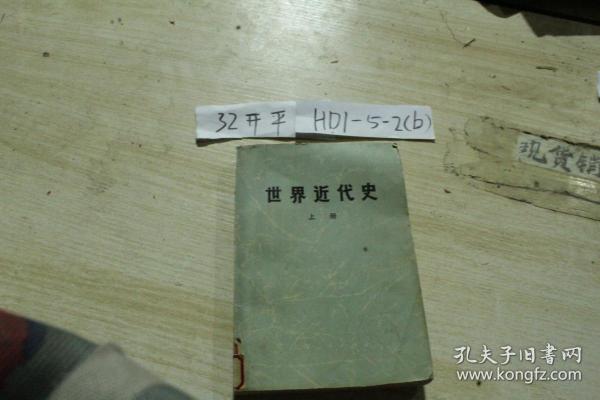 32开平 HD1-5-2(b)
现货销
世界近代史
上册
孔夫子旧书网
www.kongfz.com